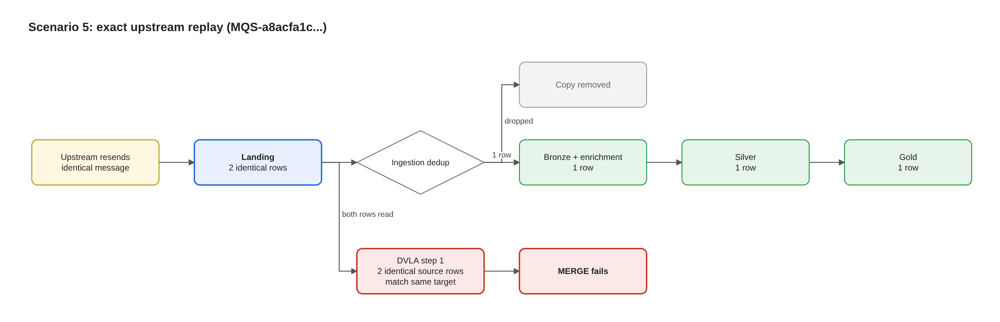 Scenario 5: exact upstream replay (MQS-a8acfa1c...)
Copy removed
dropped
Upstream resends
identical message
Landing
2 identical rows
Ingestion dedup
1 row
Bronze + enrichment
1 row
Silver
1 row
Gold
1 row
both rows read
DVLA step 1
2 identical source rows
match same target
MERGE fails